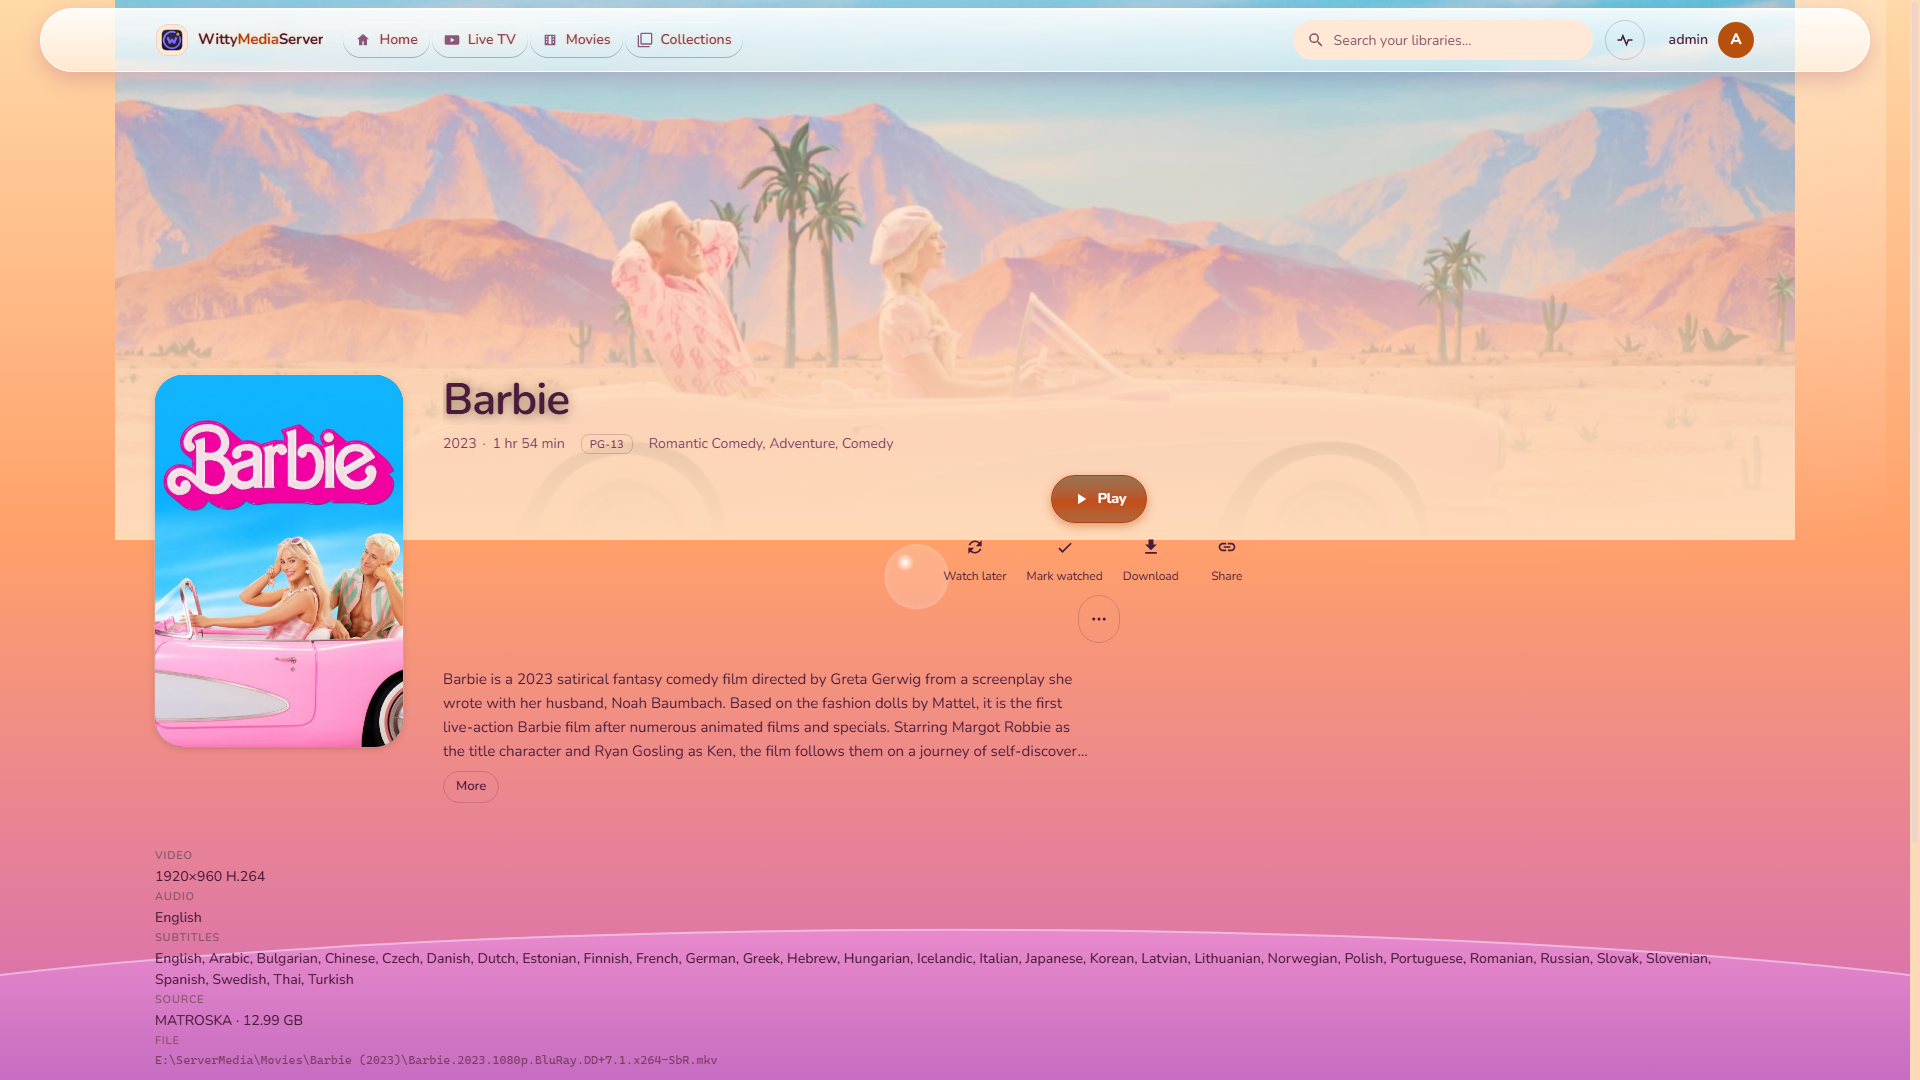 WittyMediaServer
Home
Live TV
Movies
Collections
Search your libraries...
admin
A
Barbie
2023 · 1 hr 54 min PG-13 Romantic Comedy, Adventure, Comedy
Barbie
Play
Watch later
Mark watched
Download
Share
Barbie is a 2023 satirical fantasy comedy film directed by Greta Gerwig from a screenplay she
wrote with her husband, Noah Baumbach. Based on the fashion dolls by Mattel, it is the first
live-action Barbie film after numerous animated films and specials. Starring Margot Robbie as
the title character and Ryan Gosling as Ken, the film follows them on a journey of self-discover...
More
VIDEO
1920×960 H.264
AUDIO
English
SUBTITLES
English, Arabic, Bulgarian, Chinese, Czech, Danish, Dutch, Estonian, Finnish, French, German, Greek, Hebrew, Hungarian, Icelandic, Italian, Japanese, Korean, Latvian, Lithuanian, Norwegian, Polish, Portuguese, Romanian, Russian, Slovak, Slovenian,
Spanish, Swedish, Thai, Turkish
SOURCE
MATROSKA · 12.99 GB
FILE
E:\ServerMedia\Movies\Barbie (2023)\Barbie.2023.1080p.BluRay.DD+7.1.x264-SbR.mkv